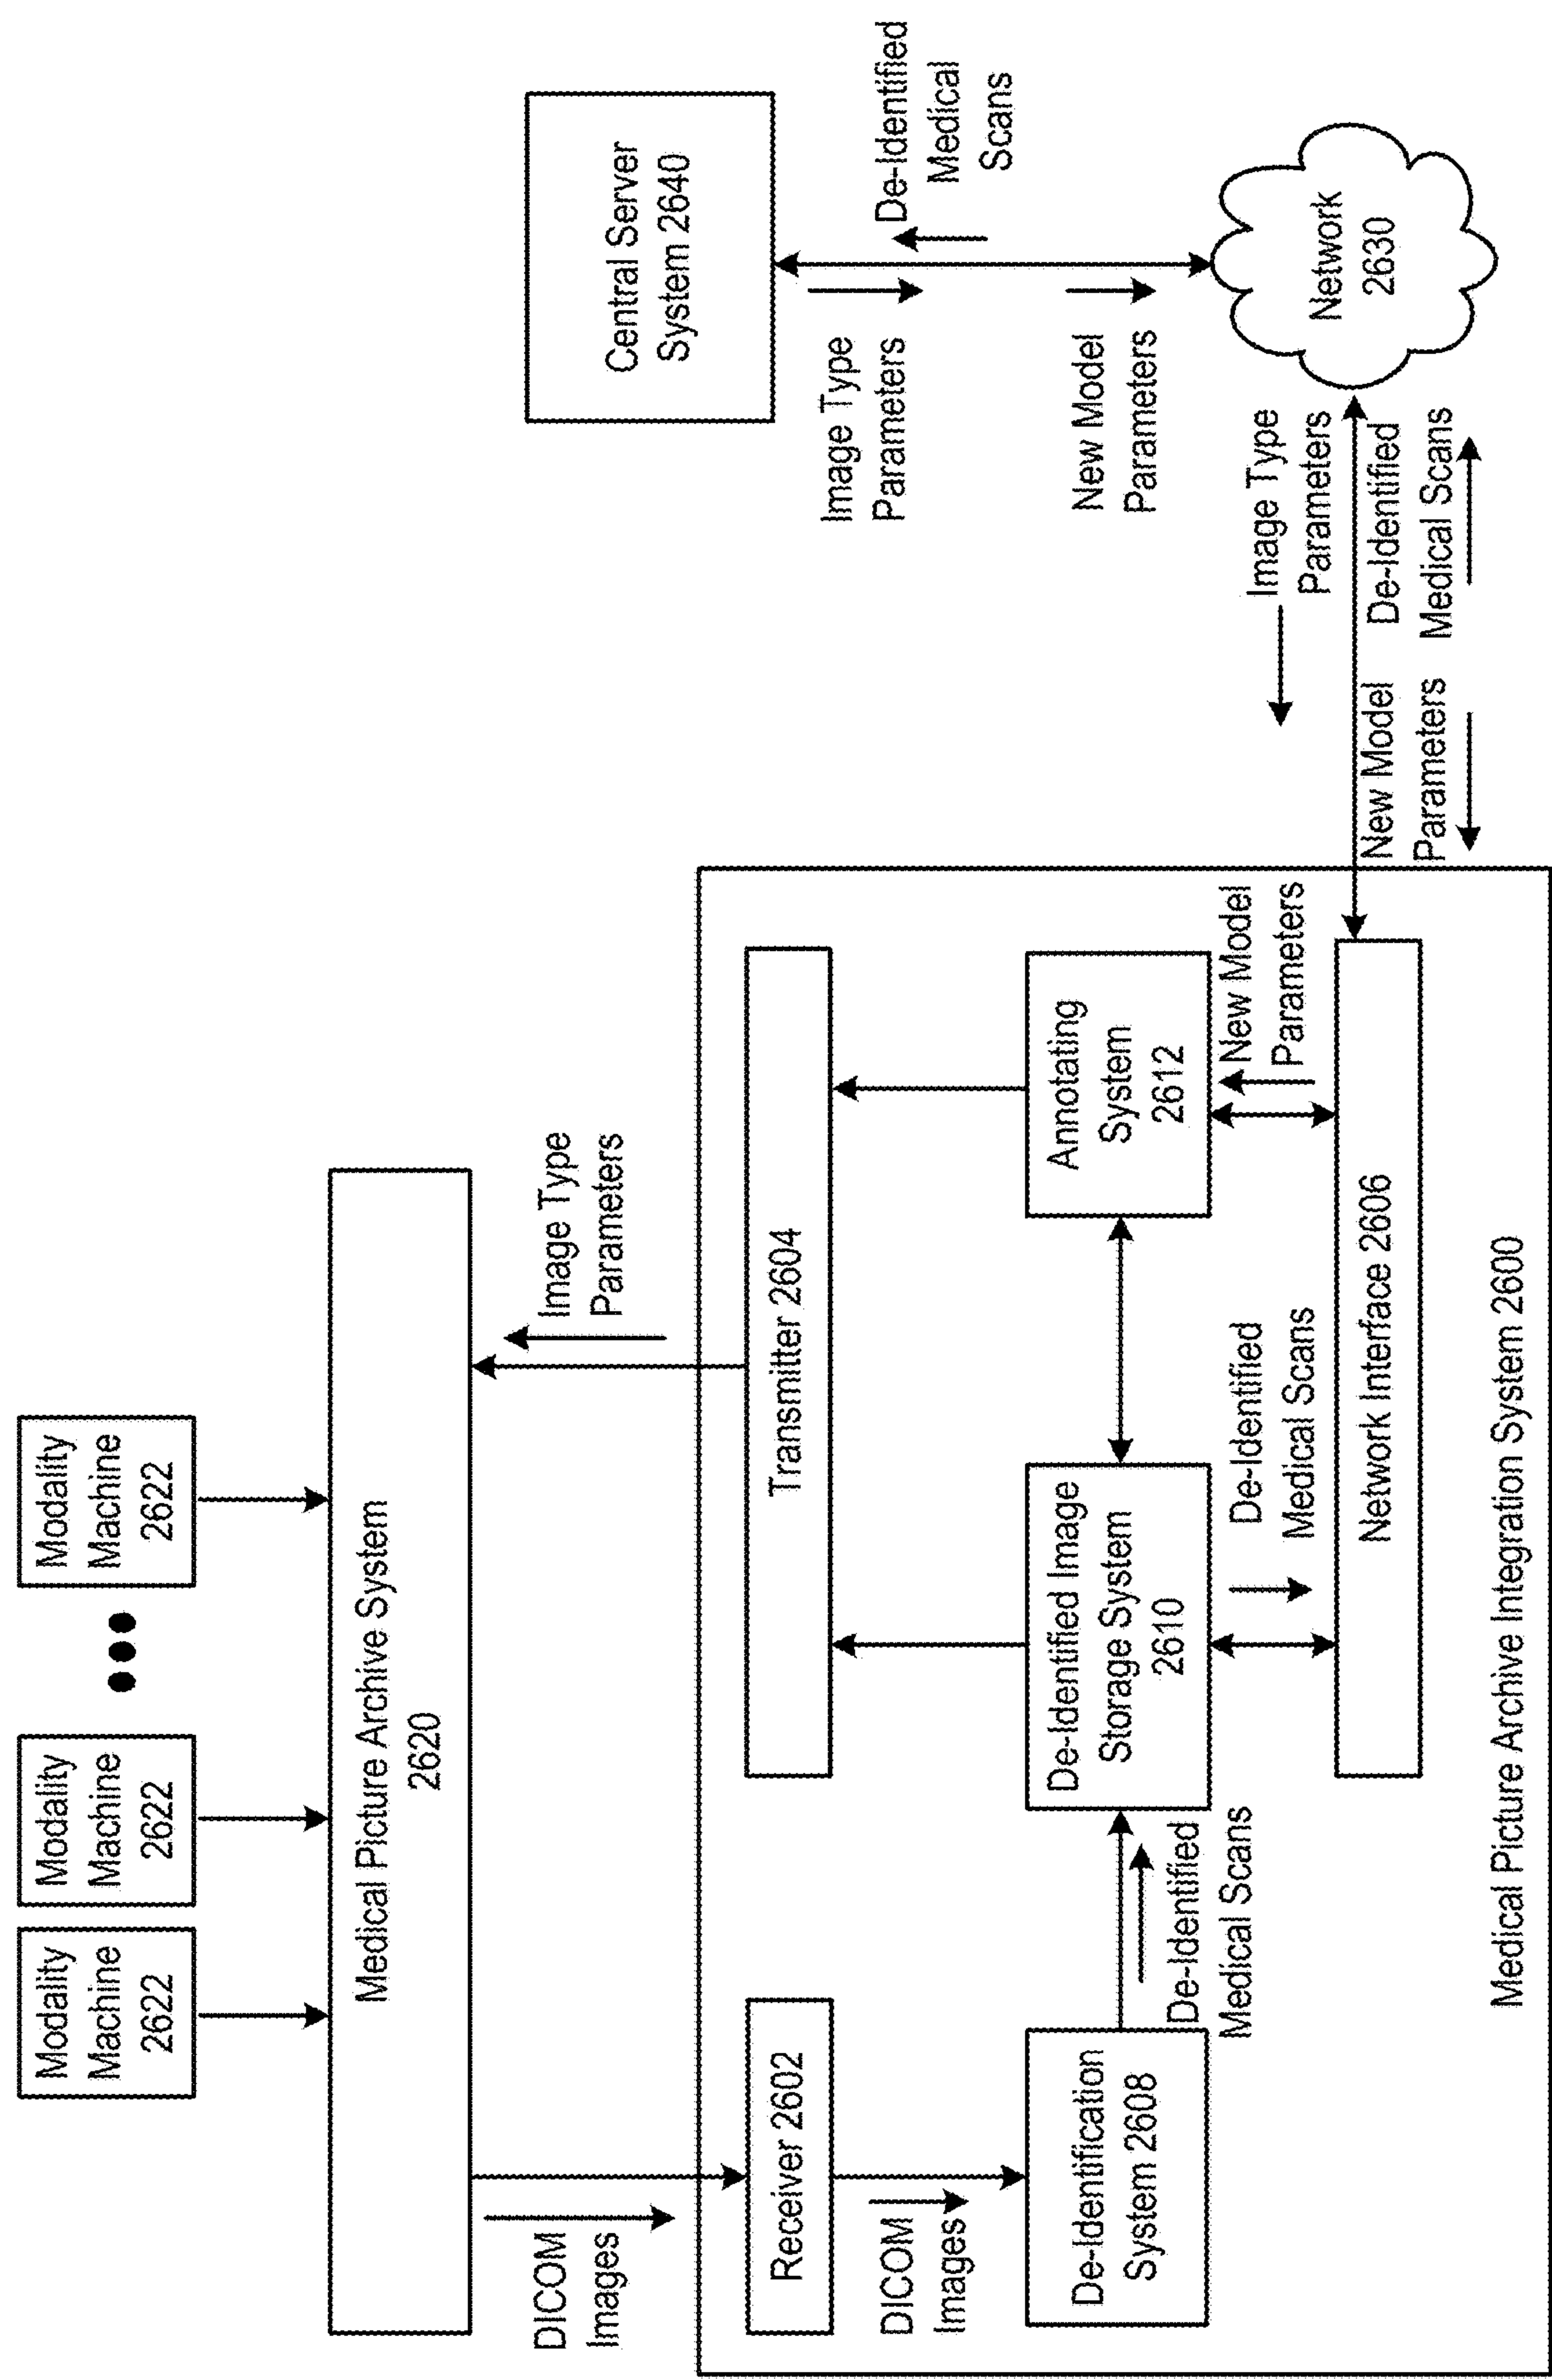 Modality
Machine
2622
Modality
Machine
2622
Modality
Machine
2622
Medical Picture Archive System
2620
DICOM
Images
Image Type
Parameters
Receiver 2602
Transmitter 2604
DICOM
Images
De-Identification
System 2608
De-Identified
Medical Scans
De-Identified Image
Storage System
2610
Annotating
System
2612
De-Identified
Medical Scans
New Model
Parameters
Network Interface 2606
Medical Picture Archive Integration System 2600
Central Server
System 2640
Image Type
Parameters
De-Identified
Medical
Scans
New Model
Parameters
Image Type
Parameters
New Model
Parameters
De-Identified
Medical Scans
Network
2630